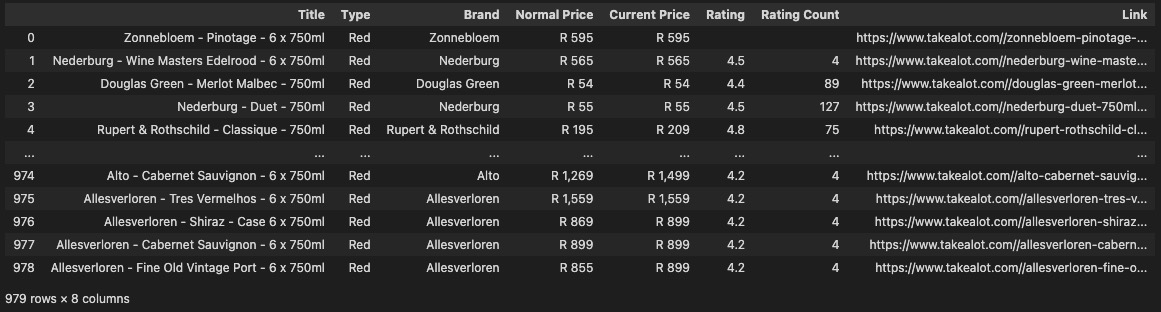 Title Type Brand Normal Price Current Price Rating Rating Count Link
0 Zonnebloem - Pinotage - 6 x 750ml Red Zonnebloem R 595 R 595 https://www.takealot.com//zonnebloem-pinotage-...
1 Nederburg - Wine Masters Edelrood - 6 x 750ml Red Nederburg R 565 R 565 4.5 4 https://www.takealot.com//nederburg-wine-maste...
2 Douglas Green - Merlot Malbec - 750ml Red Douglas Green R 54 R 54 4.4 89 https://www.takealot.com//douglas-green-merlot...
3 Nederburg - Duet - 750ml Red Nederburg R 55 R 55 4.5 127 https://www.takealot.com//nederburg-duet-750ml...
4 Rupert & Rothschild - Classique - 750ml Red Rupert & Rothschild R 195 R 209 4.8 75 https://www.takealot.com//rupert-rothschild-cl...
... ... ... ... ... ... ... ... ...
974 Alto - Cabernet Sauvignon - 6 x 750ml Red Alto R 1,269 R 1,499 4.2 4 https://www.takealot.com//alto-cabernet-sauvig...
975 Allesverloren - Tres Vermelhos - 6 x 750ml Red Allesverloren R 1,559 R 1,559 4.2 4 https://www.takealot.com//allesverloren-tres-v...
976 Allesverloren - Shiraz - Case 6 x 750ml Red Allesverloren R 869 R 899 4.2 4 https://www.takealot.com//allesverloren-shiraz...
977 Allesverloren - Cabernet Sauvignon - 6 x 750ml Red Allesverloren R 899 R 899 4.2 4 https://www.takealot.com//allesverloren-cabern...
978 Allesverloren - Fine Old Vintage Port - 6 x 750ml Red Allesverloren R 855 R 899 4.2 4 https://www.takealot.com//allesverloren-fine-o...
979 rows × 8 columns